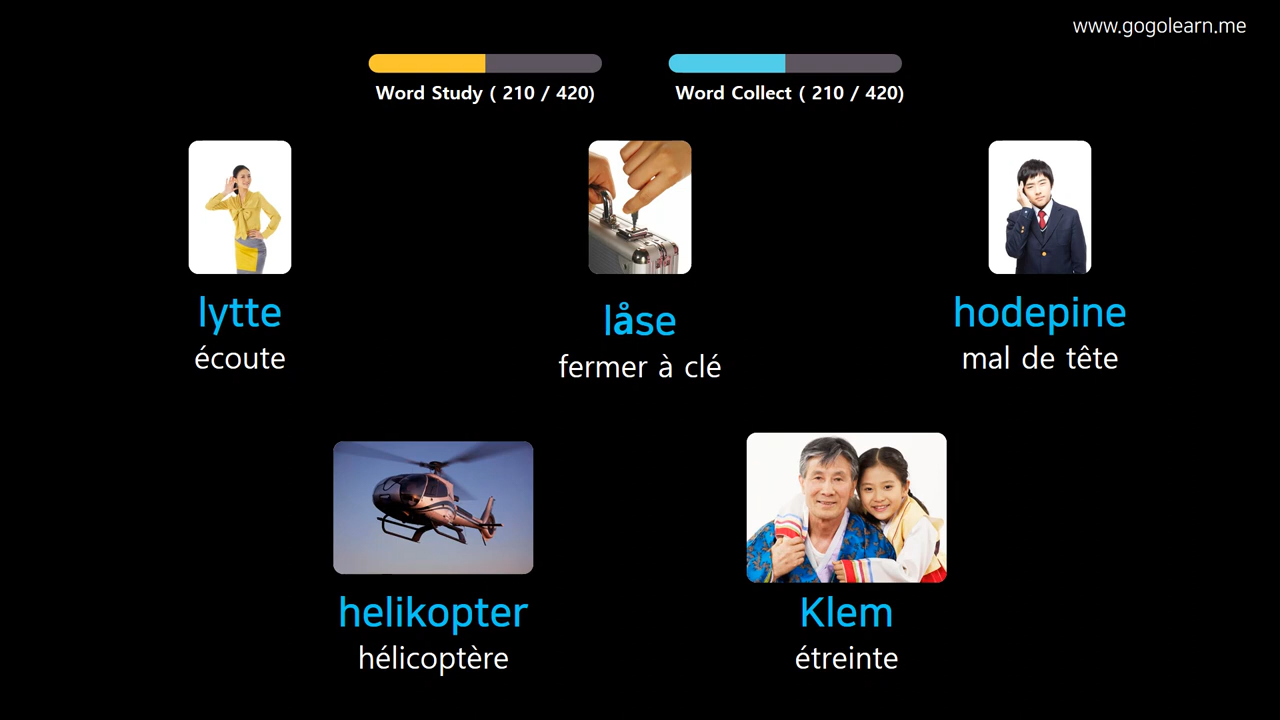 www.gogolearn.me
Word Study ( 210 / 420)
Word Collect ( 210 / 420)
lytte
écoute
låse
fermer à clé
hodepine
mal de tête
helikopter
hélicoptère
Klem
étreinte